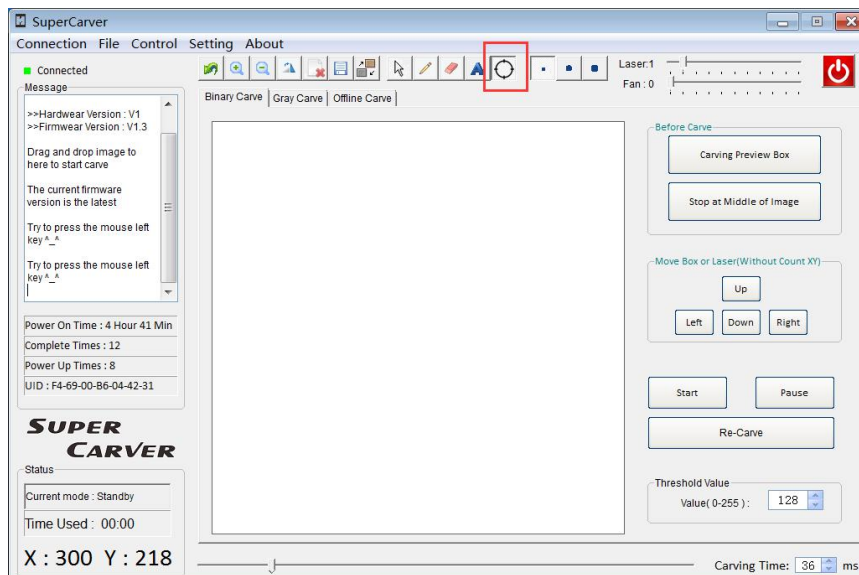 SuperCarver
Connection File Control Setting About
Connected
Laser:1
Fan : 0
Message
>>Hardwear Version : V1
>>Firmwear Version : V1.3
Drag and drop image to
here to start carve
The current firmware
version is the latest
Try to press the mouse left
key ^_^
Try to press the mouse left
key ^_^
Power On Time : 4 Hour 41 Min
Complete Times : 12
Power Up Times : 8
UID : F4-69-00-B6-04-42-31
SUPER
CARVER
Status
Current mode : Standby
Time Used : 00:00
X : 300 Y : 218
A
Binary Carve Gray Carve Offline Carve
Before Carve
Carving Preview Box
Stop at Middle of Image
Move Box or Laser(Without Count XY)
Up
Left Down Right
Start Pause
Re-Carve
Threshold Value
Value( 0-255 ) : 128
Carving Time: 36 ms